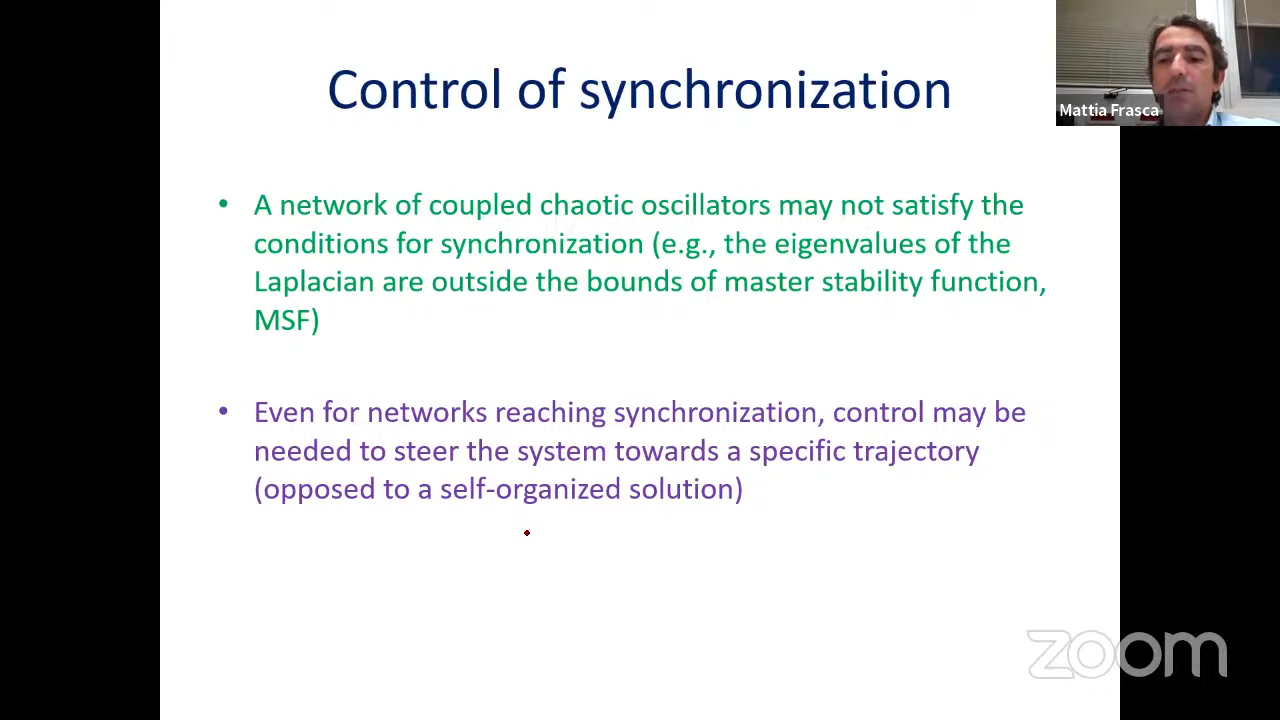 Control of synchronization
Mattia Frasca
• A network of coupled chaotic oscillators may not satisfy the
conditions for synchronization (e.g., the eigenvalues of the
Laplacian are outside the bounds of master stability function,
MSF)
• Even for networks reaching synchronization, control may be
needed to steer the system towards a specific trajectory
(opposed to a self-organized solution)
zoom